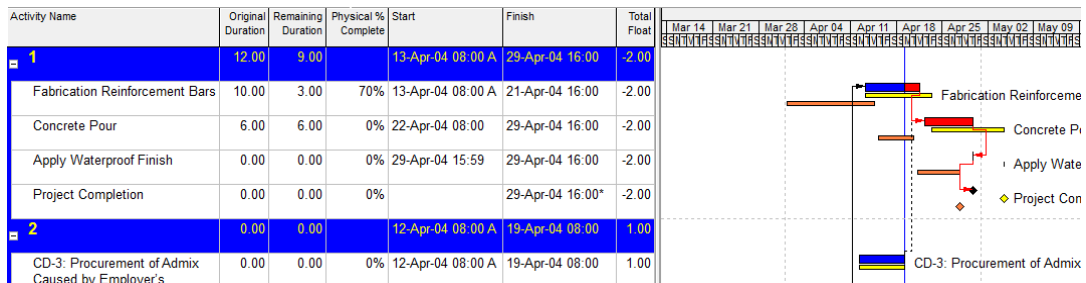 Activity Name Original Remaining Physical % Start Finish Total
Duration Duration Complete Float
Mar 14 Mar 21 Mar 28 Apr 04 Apr 11 Apr 18 Apr 25 May 02 May 09
1 12.00 9.00 13-Apr-04 08:00 A 29-Apr-04 16:00 -2.00
Fabrication Reinforcement Bars 10.00 3.00 70% 13-Apr-04 08:00 A 21-Apr-04 16:00 -2.00
Fabrication Reinforceme
Concrete Pour 6.00 6.00 0% 22-Apr-04 08:00 29-Apr-04 16:00 -2.00
Concrete P
Apply Waterproof Finish 0.00 0.00 0% 29-Apr-04 15:59 29-Apr-04 16:00 -2.00
Apply Wate
Project Completion 0.00 0.00 0% 29-Apr-04 16:00* -2.00
Project Con
2 0.00 0.00 12-Apr-04 08:00 A 19-Apr-04 08:00 1.00
CD-3: Procurement of Admix 0.00 0.00 0% 12-Apr-04 08:00 A 19-Apr-04 08:00 1.00
Caused by Employer's
CD-3: Procurement of Admix